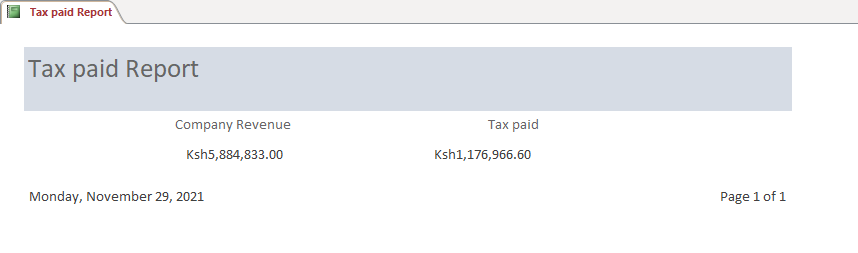 Tax paid Report
Tax paid Report
Company Revenue Tax paid
Ksh5,884,833.00 Ksh1,176,966.60
Monday, November 29, 2021 Page 1 of 1